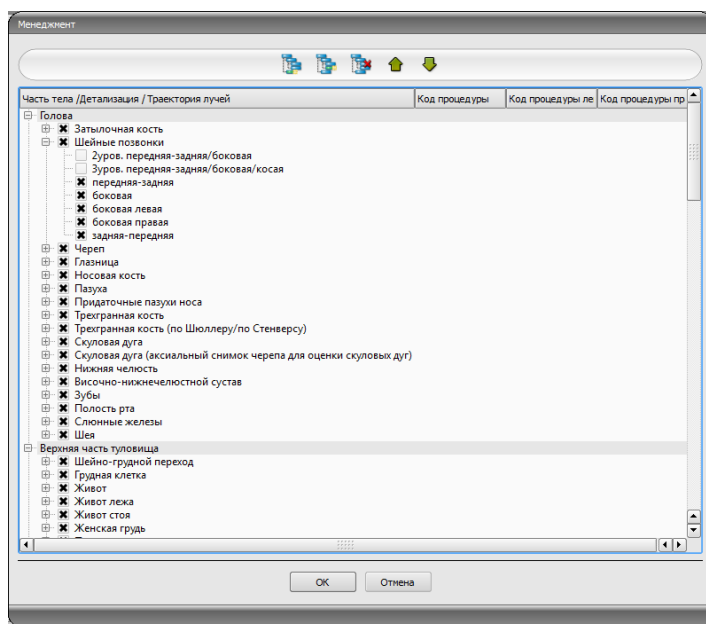 Менеджмент
Часть тела /Детализация / Траектория лучей Код процедуры Код процедуры ле Код процедуры пр
Голова
Затылочная кость
Шейные позвонки
2уров. передняя-задняя/боковая
3уров. передняя-задняя/боковая/косая
передняя-задняя
боковая
боковая левая
боковая правая
задняя-передняя
Череп
Глазница
Носовая кость
Пазуха
Придаточные пазухи носа
Трехгранная кость
Трехгранная кость (по Шюллеру/по Стенверсу)
Скуловая дуга
Скуловая дуга (аксиальный снимок черепа для оценки скуловых дуг)
Нижняя челюсть
Височно-нижнечелюстной сустав
Зубы
Полость рта
Слюнные железы
Шея
Верхняя часть туловища
Шейно-грудной переход
Грудная клетка
Живот
Живот лежа
Живот стоя
Женская грудь
ОК Отмена